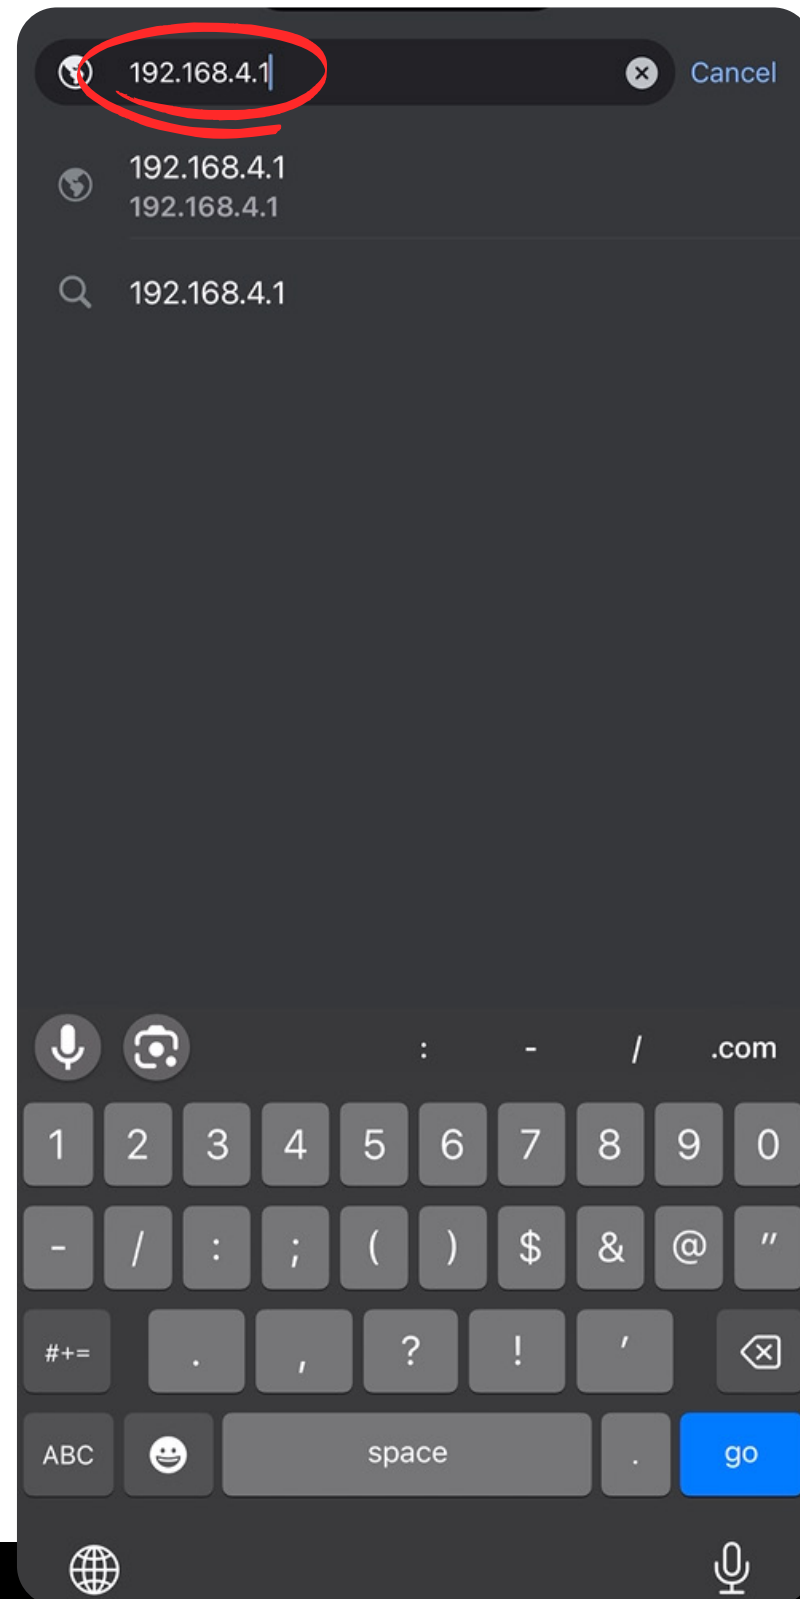 192.168.4.1 Cancel
192.168.4.1
192.168.4.1
192.168.4.1
: - / .com
1 2 3 4 5 6 7 8 9 0
- / : ; ( ) $ & @ "
#+= . , ? ! '
ABC space . go